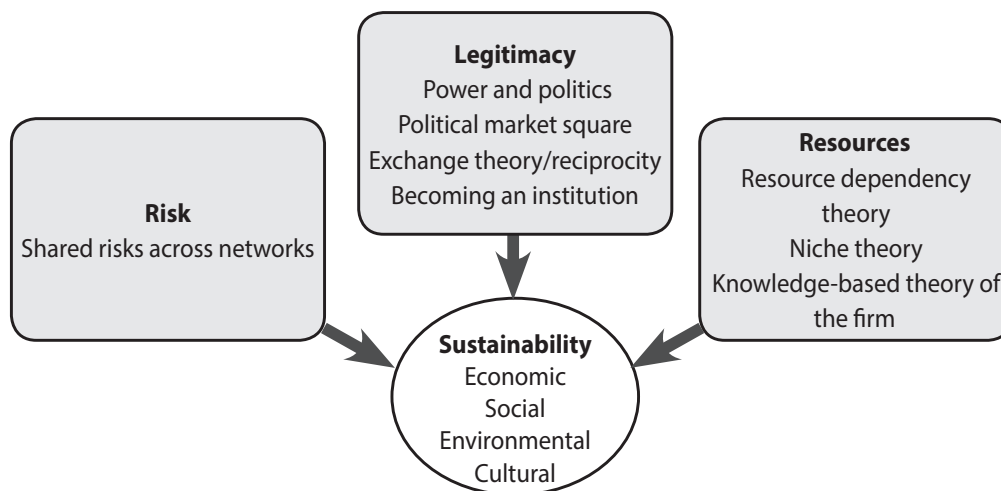 Legitimacy
Power and politics
Political market square
Exchange theory/reciprocity
Becoming an institution
Risk
Shared risks across networks
Resources
Resource dependency
theory
Niche theory
Knowledge-based theory of
the firm
Sustainability
Economic
Social
Environmental
Cultural